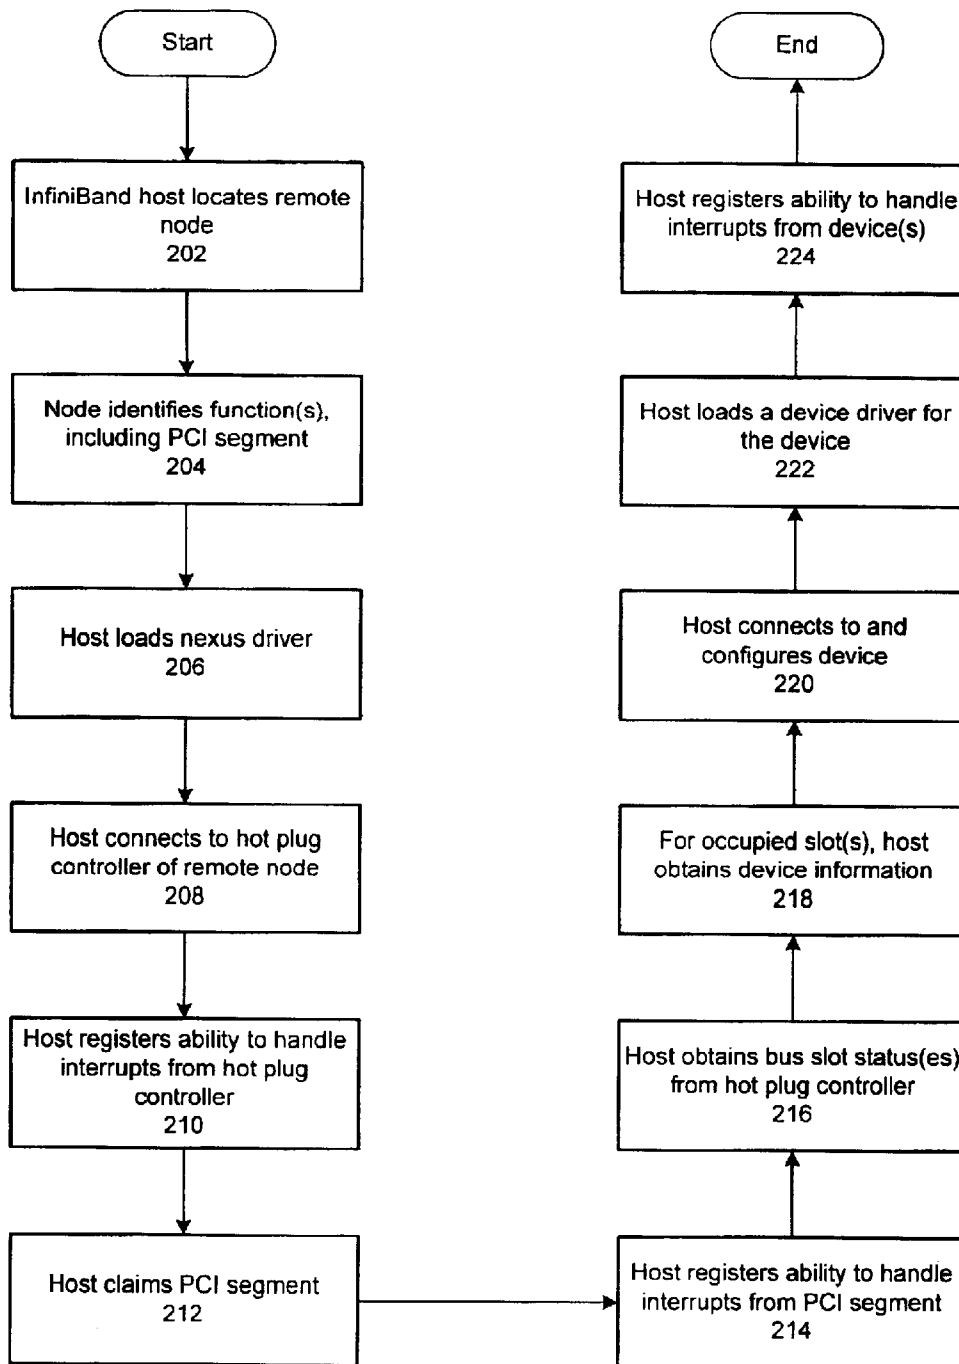 Start
InfiniBand host locates remote
node
202
Node identifies function(s),
including PCI segment
204
Host loads nexus driver
206
Host connects to hot plug
controller of remote node
208
Host registers ability to handle
interrupts from hot plug
controller
210
Host claims PCI segment
212
Host registers ability to handle
interrupts from PCI segment
214
Host obtains bus slot status(es)
from hot plug controller
216
For occupied slot(s), host
obtains device information
218
Host connects to and
configures device
220
Host loads a device driver for
the device
222
Host registers ability to handle
interrupts from device(s)
224
End